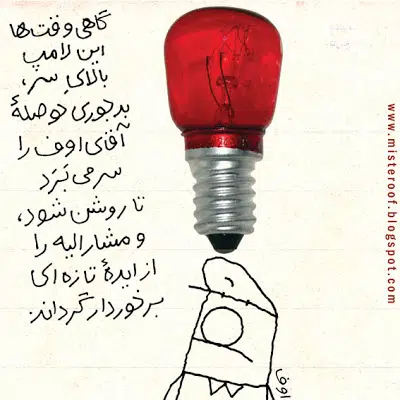 گاهی وقت‌ها
این لامپ
بالایِ سر،
بدجوری حوصلهٔ
آقای اوف را
سر می‌بَرَد
تا روشن شود،
و مشارالیه را
از ایدهٔ تازه‌ای
برخوردار گرداند.
www.misteroof.blogspot.com
اوف